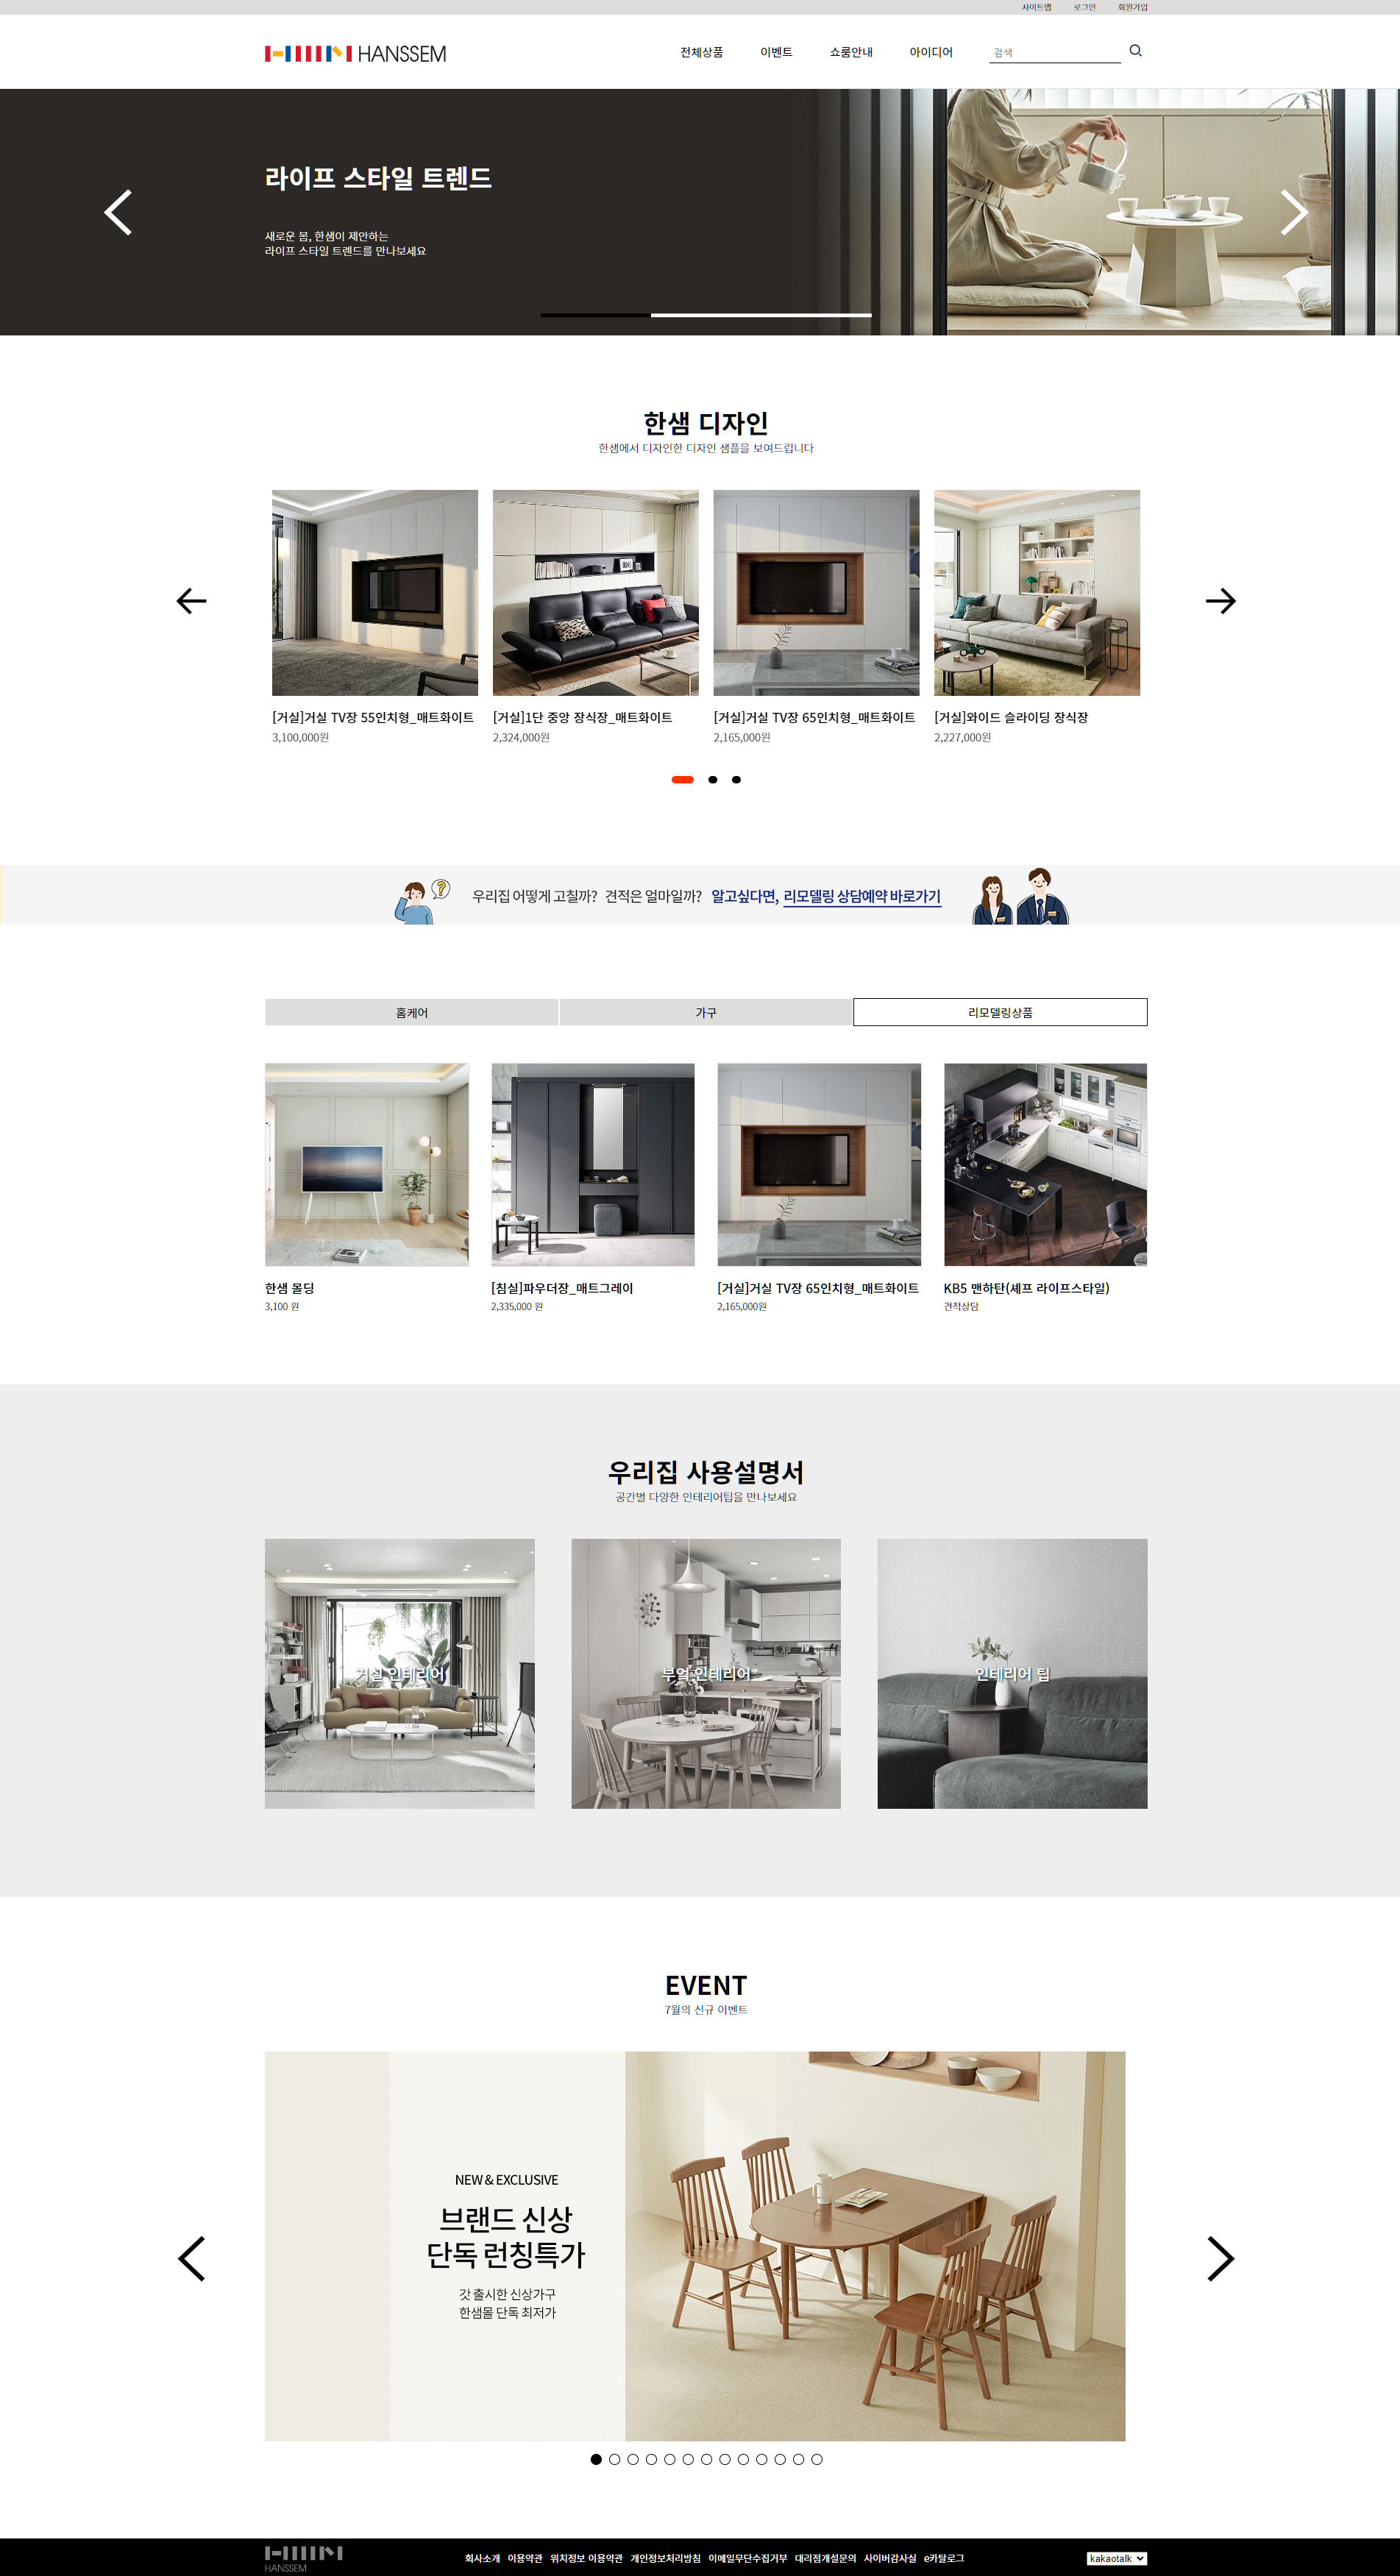 사이트맵 로그인 회원가입
HANSSEM 전체상품 이벤트 쇼룸안내 아이디어 검색
라이프 스타일 트렌드
새로운 봄, 한샘이 제안하는
라이프 스타일 트렌드를 만나보세요
한샘 디자인
한샘에서 디자인한 디자인 샘플을 보여드립니다
[거실]거실 TV장 55인치형_매트화이트 [거실]1단 중앙 장식장_매트화이트 [거실]거실 TV장 65인치형_매트화이트 [거실]와이드 슬라이딩 장식장
3,100,000원 2,324,000원 2,165,000원 2,227,000원
우리집 어떻게 고칠까? 견적은 얼마일까? 알고싶다면, 리모델링 상담예약 바로가기
홈케어 가구 리모델링상품
한샘 몰딩 [침실]파우더장_매트그레이 [거실]거실 TV장 65인치형_매트화이트 KB5 맨하탄(셰프 라이프스타일)
3,100 원 2,335,000 원 2,165,000원 견적상담
우리집 사용설명서
공간별 다양한 인테리어팁을 만나보세요
거실 인테리어 부엌 인테리어 인테리어 팁
EVENT
7월의 신규 이벤트
NEW & EXCLUSIVE
브랜드 신상
단독 런칭특가
갓 출시한 신상가구
한샘몰 단독 최저가
HANSSEM 회사소개 이용약관 위치정보 이용약관 개인정보처리방침 이메일무단수집거부 대리점개설문의 사이버감사실 e카탈로그 kakaotalk